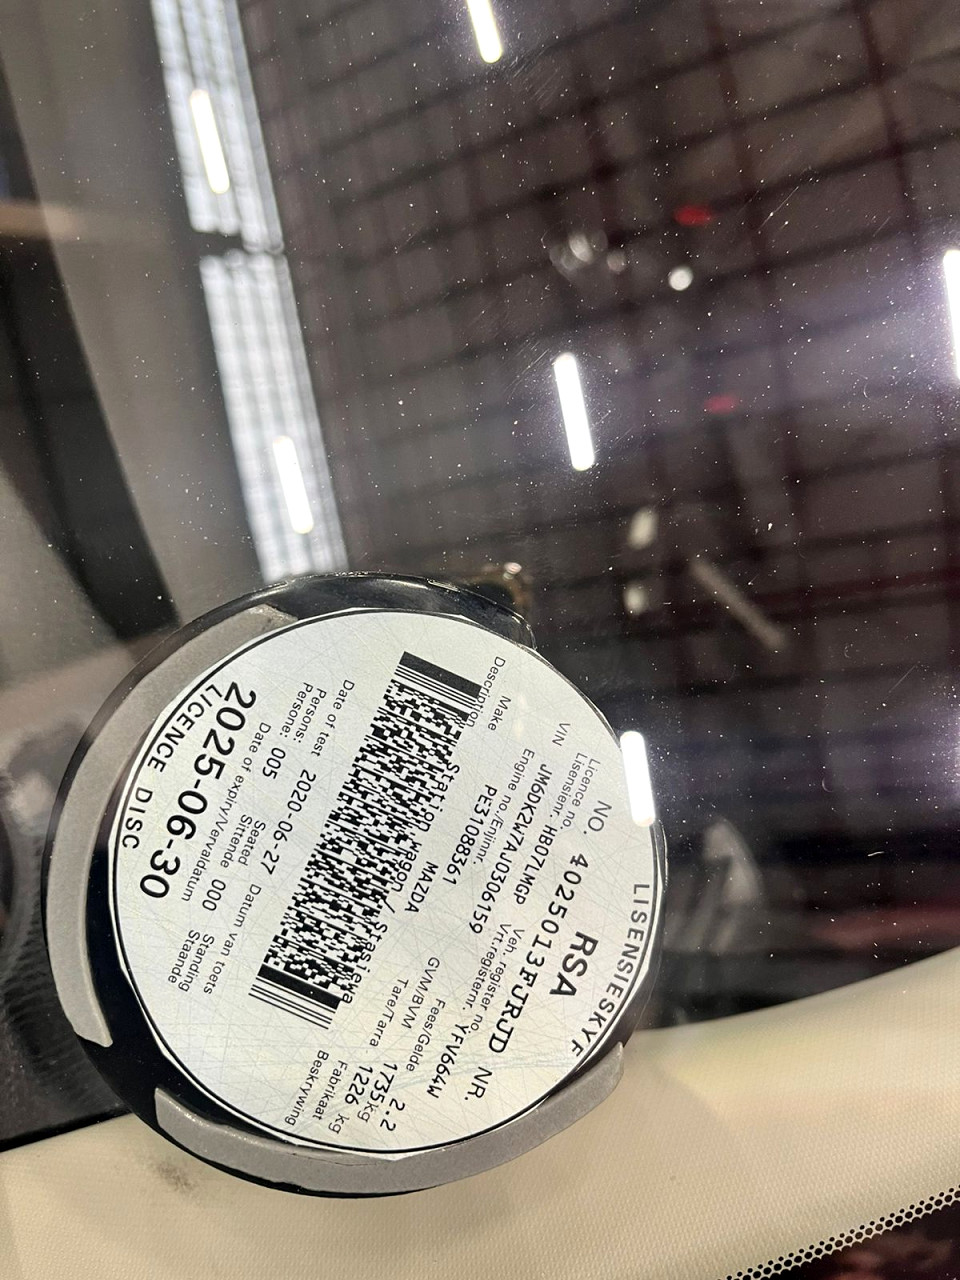 LISENSIESKYF
RSA
NO. 4025013FJRJD NR.
Licence no.
Lisensienr. HB07LMGP
Veh. register no.
Vrt.registernr. YFV664W
VIN JM6DK2W7AJ0306159
Engine no./Enjinnr. PE31088361
Fees/Gelde 2.2
GVM/BVM 1735kg
Tare/Tarra 1226 kg
Make MAZDA Fabrikaat
Description Station wagon/ Stasiewa Beskrywing
Date of test 2020-06-27 Datum van toets
Persons:
Persone: 005
Seated
Sittende 000
Standing
Staande
Date of expiry/Vervaldatum
2025-06-30
LICENCE DISC